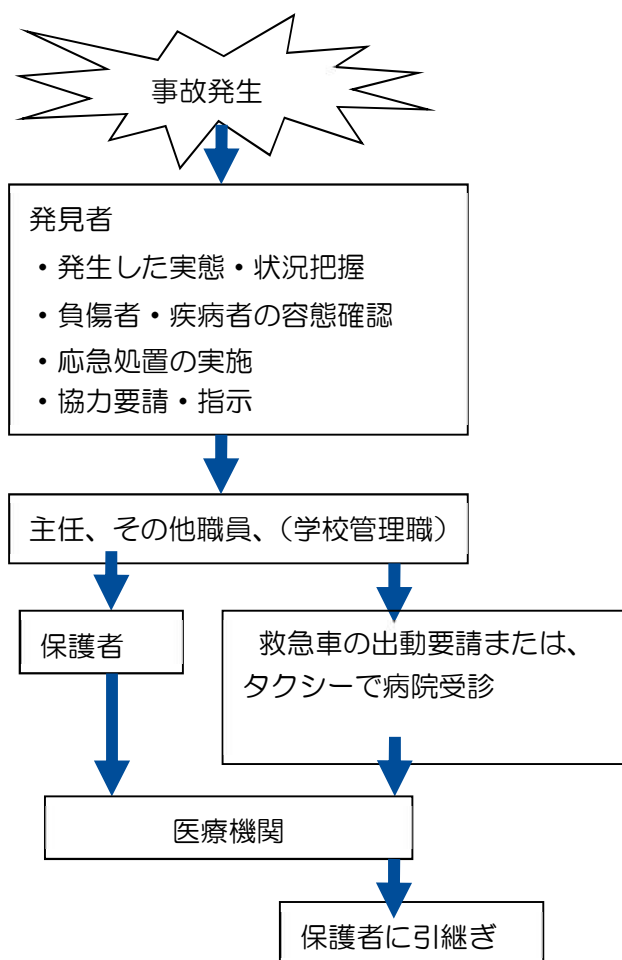 事故発生
発見者
・発生した実態・状況把握
・負傷者・疾病者の容態確認
・応急処置の実施
・協力要請・指示
主任、その他職員、（学校管理職）
保護者
救急車の出動要請または、
タクシーで病院受診
医療機関
保護者に引継ぎ